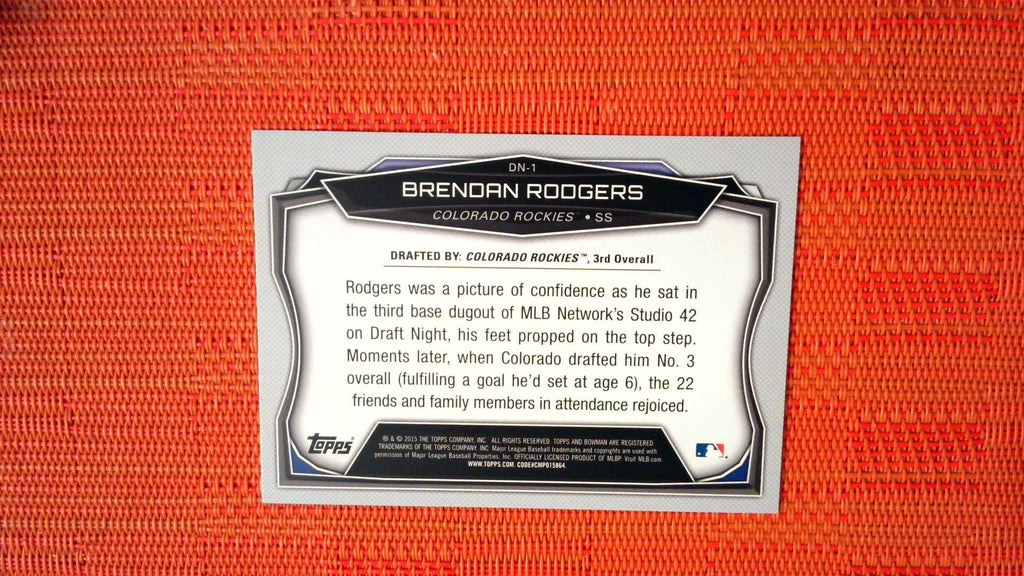 DN-1
BRENDAN RODGERS
COLORADO ROCKIES™ • SS
DRAFTED BY: COLORADO ROCKIES™, 3rd Overall
Rodgers was a picture of confidence as he sat in
the third base dugout of MLB Network's Studio 42
on Draft Night, his feet propped on the top step.
Moments later, when Colorado drafted him No. 3
overall (fulfilling a goal he'd set at age 6), the 22
friends and family members in attendance rejoiced.
Topps®
® & © 2015 THE TOPPS COMPANY, INC. ALL RIGHTS RESERVED. TOPPS AND BOWMAN ARE REGISTERED
TRADEMARKS OF THE TOPPS COMPANY, INC. Major League Baseball trademarks and copyrights are used with
permission of Major League Baseball Properties, Inc. OFFICIALLY LICENSED PRODUCT OF MLBP Visit MLB.com
WWW.TOPPS.COM. CODE#CMP015864.